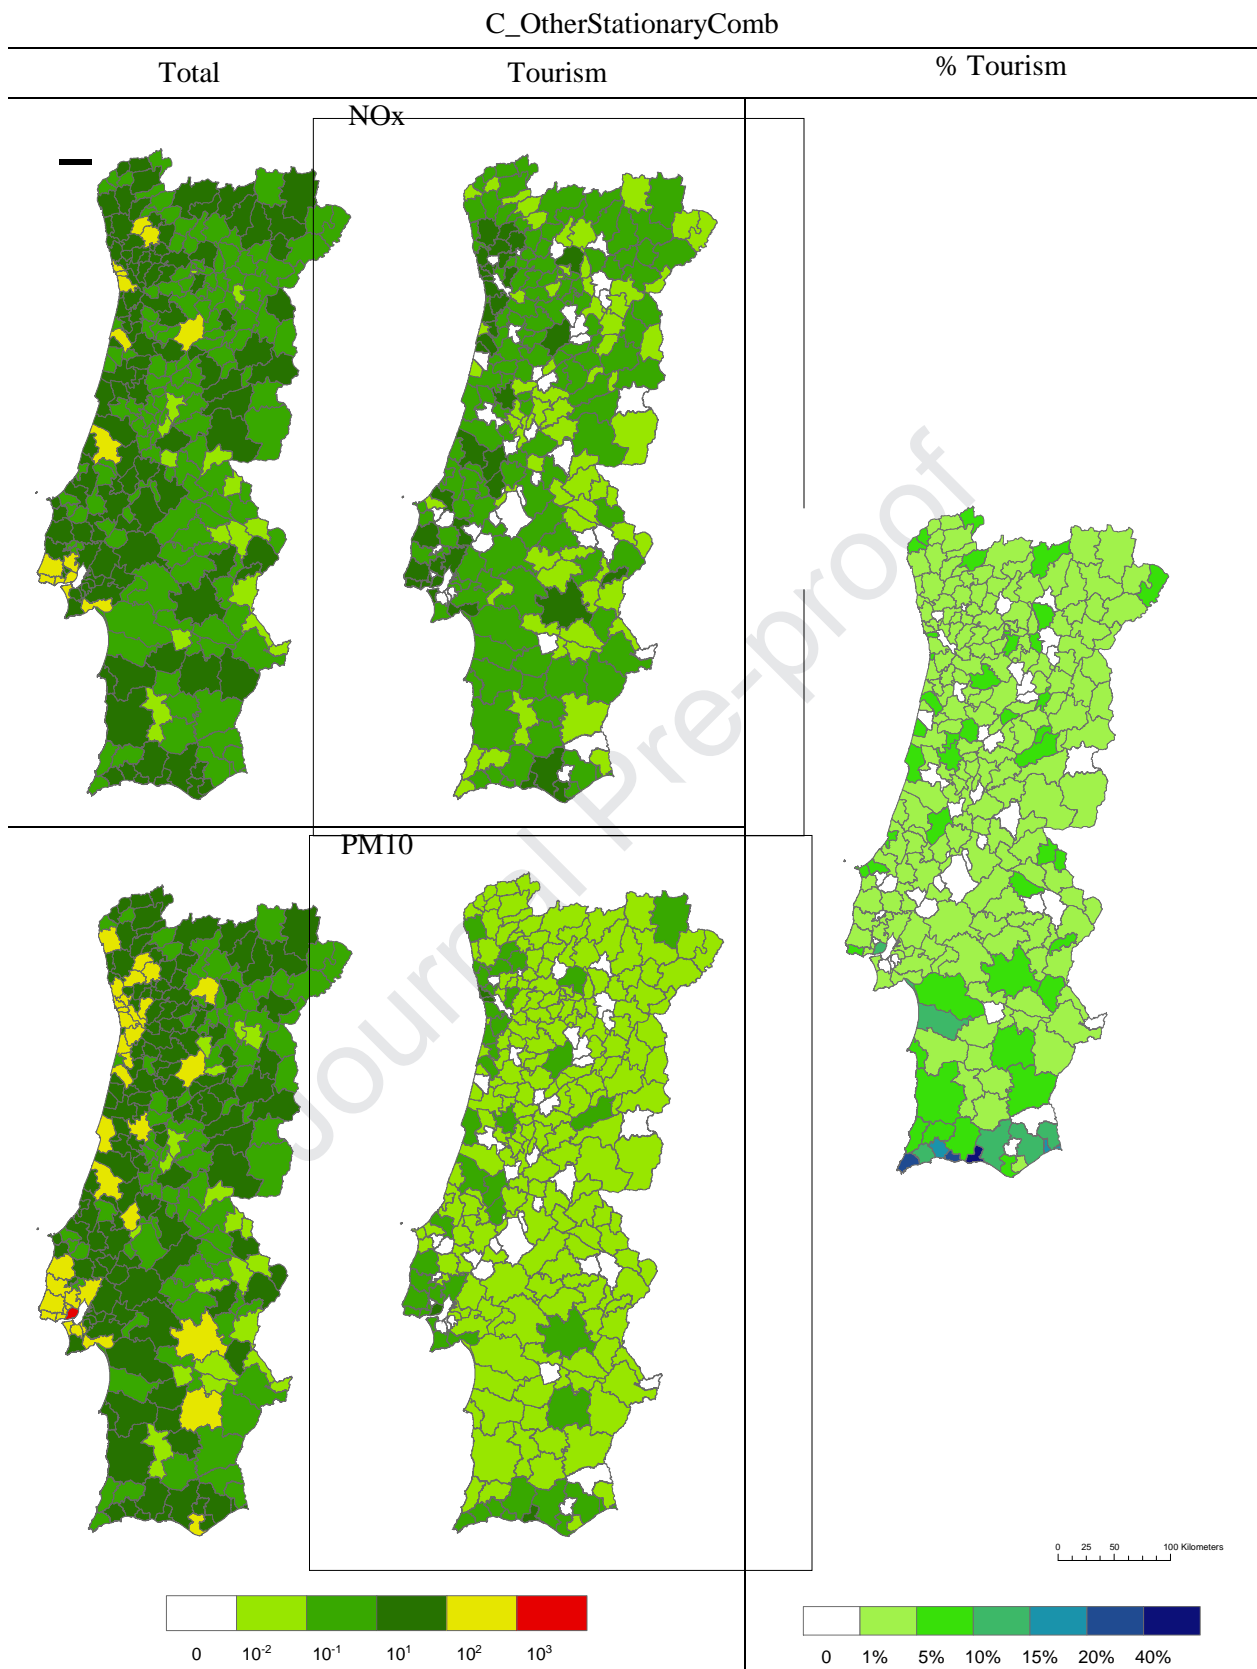 C_OtherStationaryComb
Total Tourism % Tourism
NOx
PM10
Journal Pre-proof
0 25 50 100 Kilometers
0 10-2 10-1 101 102 103
0 1% 5% 10% 15% 20% 40%